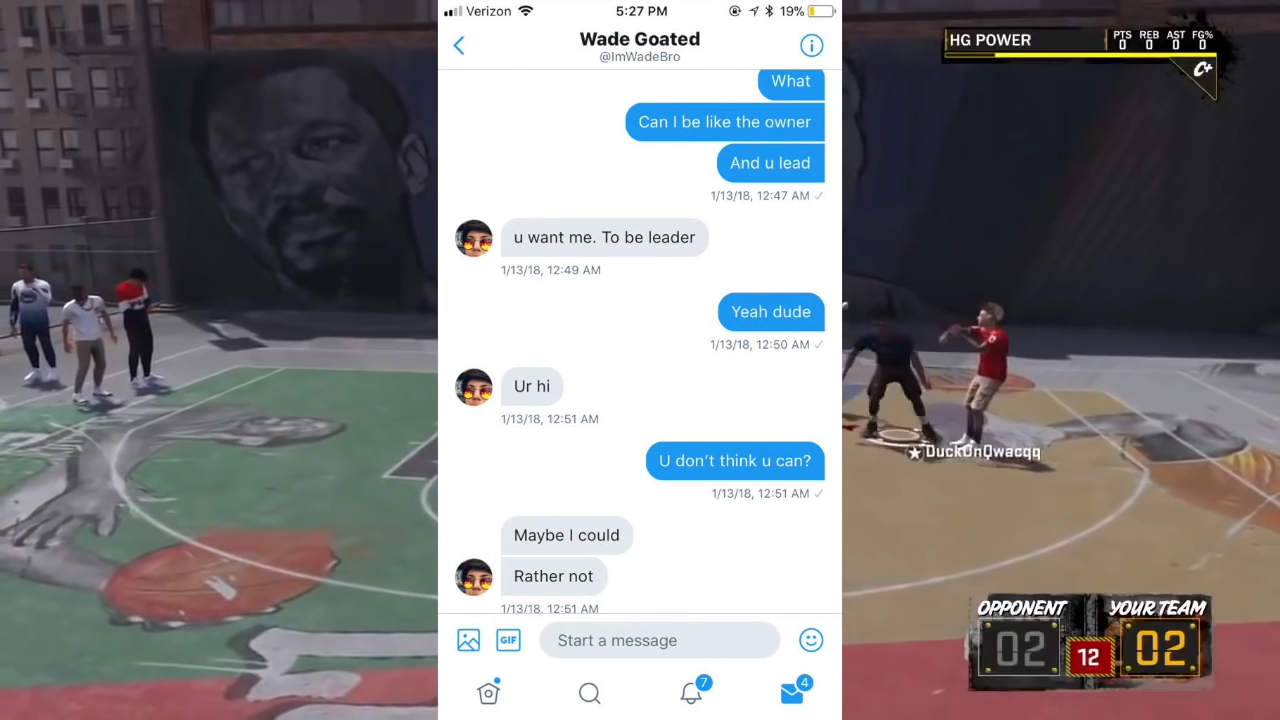 Verizon 5:27 PM 19%
Wade Goated
@ImWadeBro
What
Can I be like the owner
And u lead
1/13/18, 12:47 AM
u want me. To be leader
1/13/18, 12:49 AM
Yeah dude
1/13/18, 12:50 AM
Ur hi
1/13/18, 12:51 AM
U don't think u can?
1/13/18, 12:51 AM
Maybe I could
Rather not
1/13/18, 12:51 AM
GIF Start a message
7 4
HG POWER PTS REB AST FG%
0 0 0 0
C+
DuckOnQwacqq
OPPONENT YOUR TEAM
02 12 02